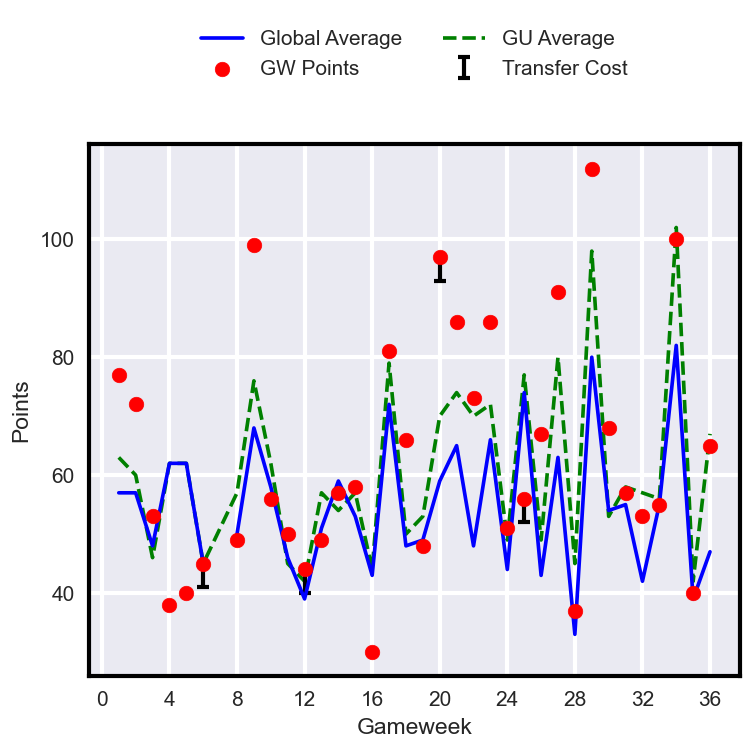 Global Average GU Average
GW Points Transfer Cost
100
80
60
40
Points
0 4 8 12 16 20 24 28 32 36
Gameweek